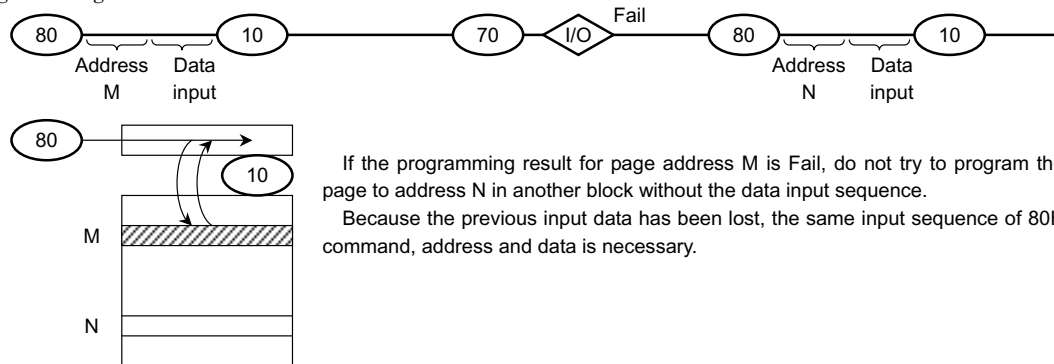 80 10 70 I/O Fail 80 10
Address Data Address Data
M input N input
80
10
If the programming result for page address M is Fail, do not try to program the
page to address N in another block without the data input sequence.
Because the previous input data has been lost, the same input sequence of
command, address and data is necessary.
M
N